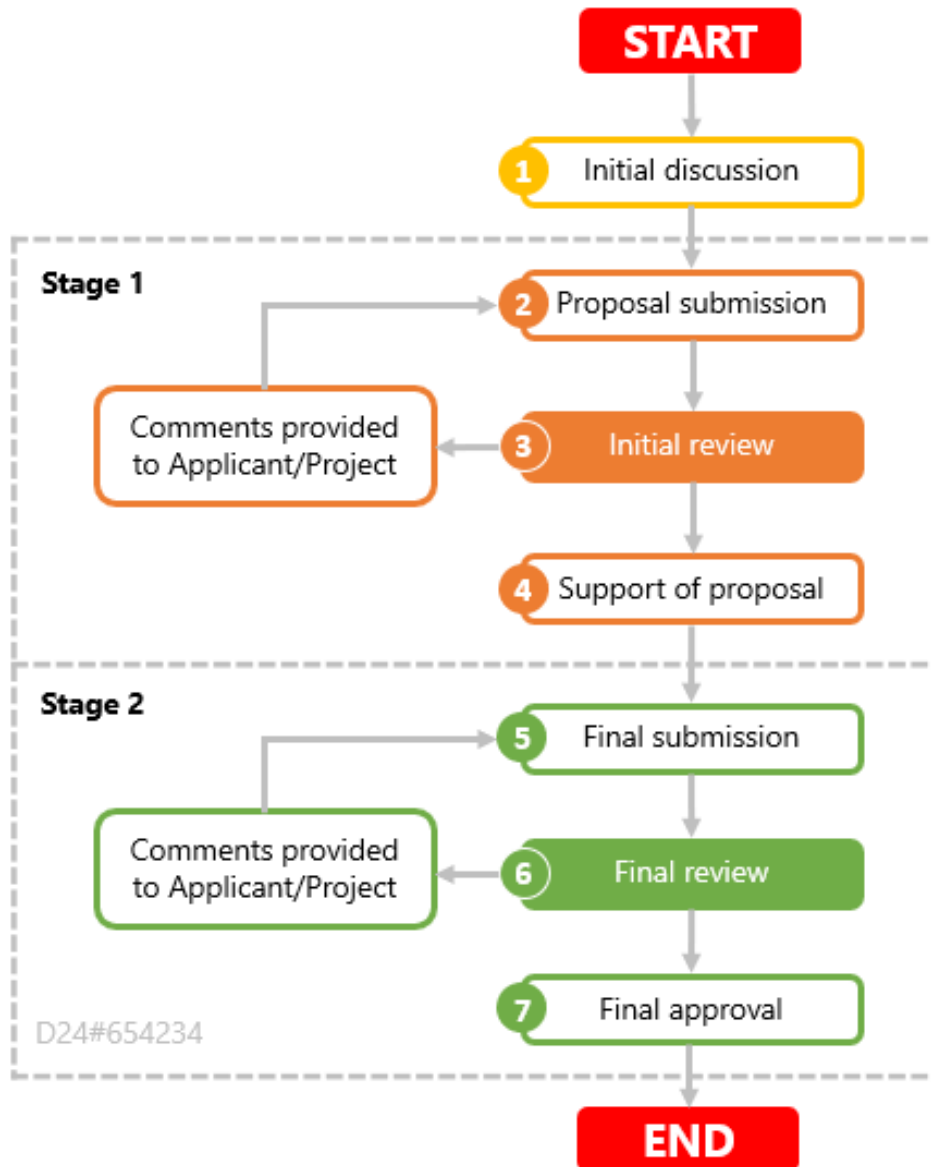 START
1 Initial discussion
Stage 1
2 Proposal submission
Comments provided
to Applicant/Project
3 Initial review
4 Support of proposal
Stage 2
5 Final submission
Comments provided
to Applicant/Project
6 Final review
7 Final approval
D24#654234
END